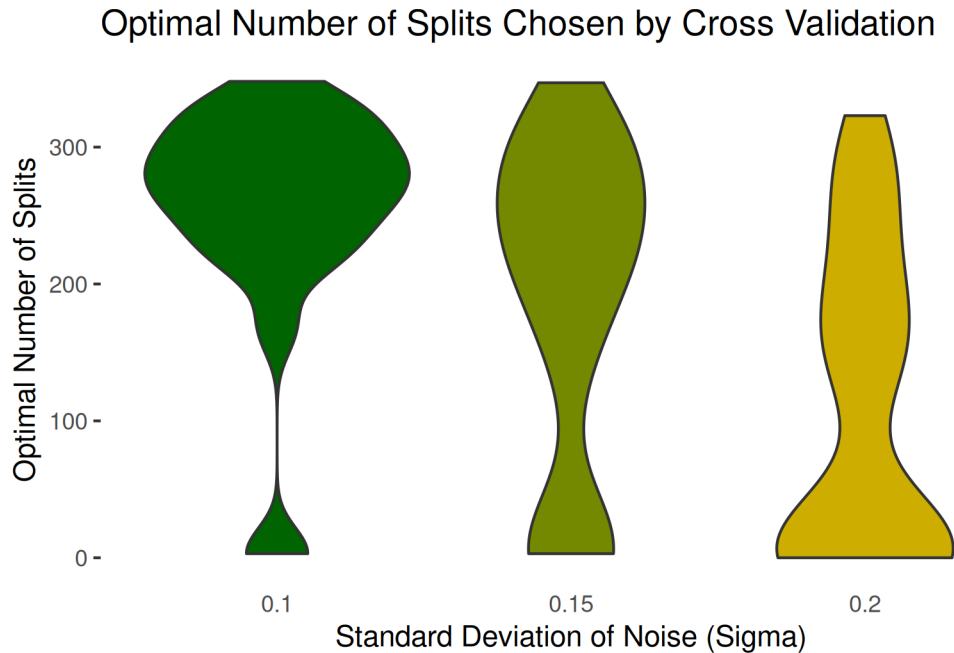 Optimal Number of Splits Chosen by Cross Validation
Optimal Number of Splits
300
200
100
0
0.1
0.15
0.2
Standard Deviation of Noise (Sigma)